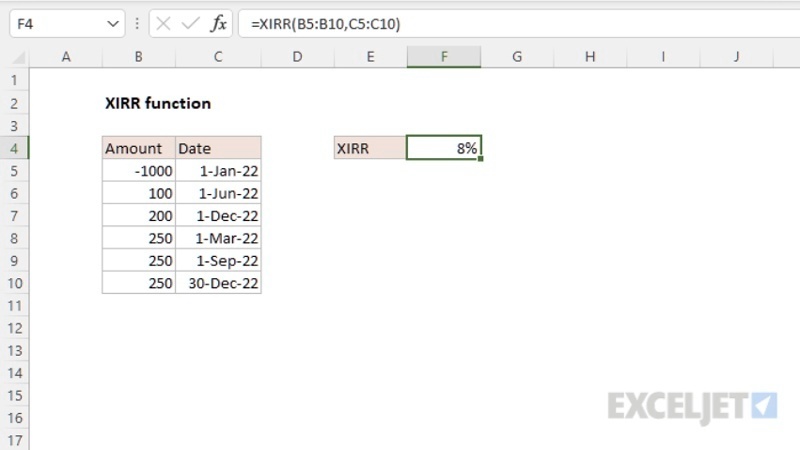 F4 fx =XIRR(B5:B10,C5:C10)
A B C D E F G H I J
1
2 XIRR function
3
4 Amount Date XIRR 8%
5 -1000 1-Jan-22
6 100 1-Jun-22
7 200 1-Dec-22
8 250 1-Mar-22
9 250 1-Sep-22
10 250 30-Dec-22
11
12
13
14
15 EXCELJET
16
17